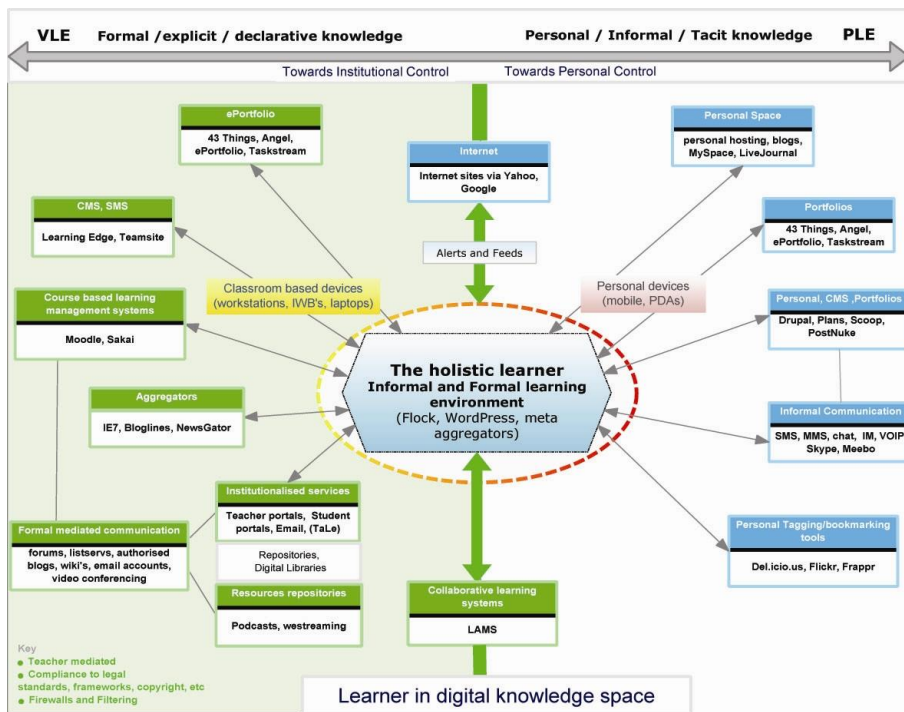 VLE Formal /explicit / declarative knowledge
Personal / Informal / Tacit knowledge PLE
Towards Institutional Control
Towards Personal Control
ePortfolio
43 Things, Angel,
ePortfolio, Taskstream
Internet
Internet sites via Yahoo,
Google
Personal Space
personal hosting, blogs,
MySpace, LiveJournal
CMS, SMS
Learning Edge, Teamsite
Portfolios
43 Things, Angel,
ePortfolio, Taskstream
Alerts and Feeds
Classroom based devices
(workstations, IWB's, laptops)
Personal devices
(mobile, PDAs)
Course based learning
management systems
Moodle, Sakai
Personal, CMS ,Portfolios
Drupal, Plans, Scoop,
PostNuke
The holistic learner
Informal and Formal learning
environment
(Flock, WordPress, meta
aggregators)
Aggregators
IE7, Bloglines, NewsGator
Informal Communication
SMS, MMS, chat, IM, VOIP
Skype, Meebo
Institutionalised services
Teacher portals, Student
portals, Email, (TaLe)
Repositories,
Digital Libraries
Formal mediated communication
forums, listservs, authorised
blogs, wiki's, email accounts,
video conferencing
Personal Tagging/bookmarking
tools
Del.icio.us, Flickr, Frappr
Resources repositories
Podcasts, westreaming
Collaborative learning
systems
LAMS
Key
Teacher mediated
Compliance to legal
standards, frameworks, copyright, etc
Firewalls and Filtering
Learner in digital knowledge space